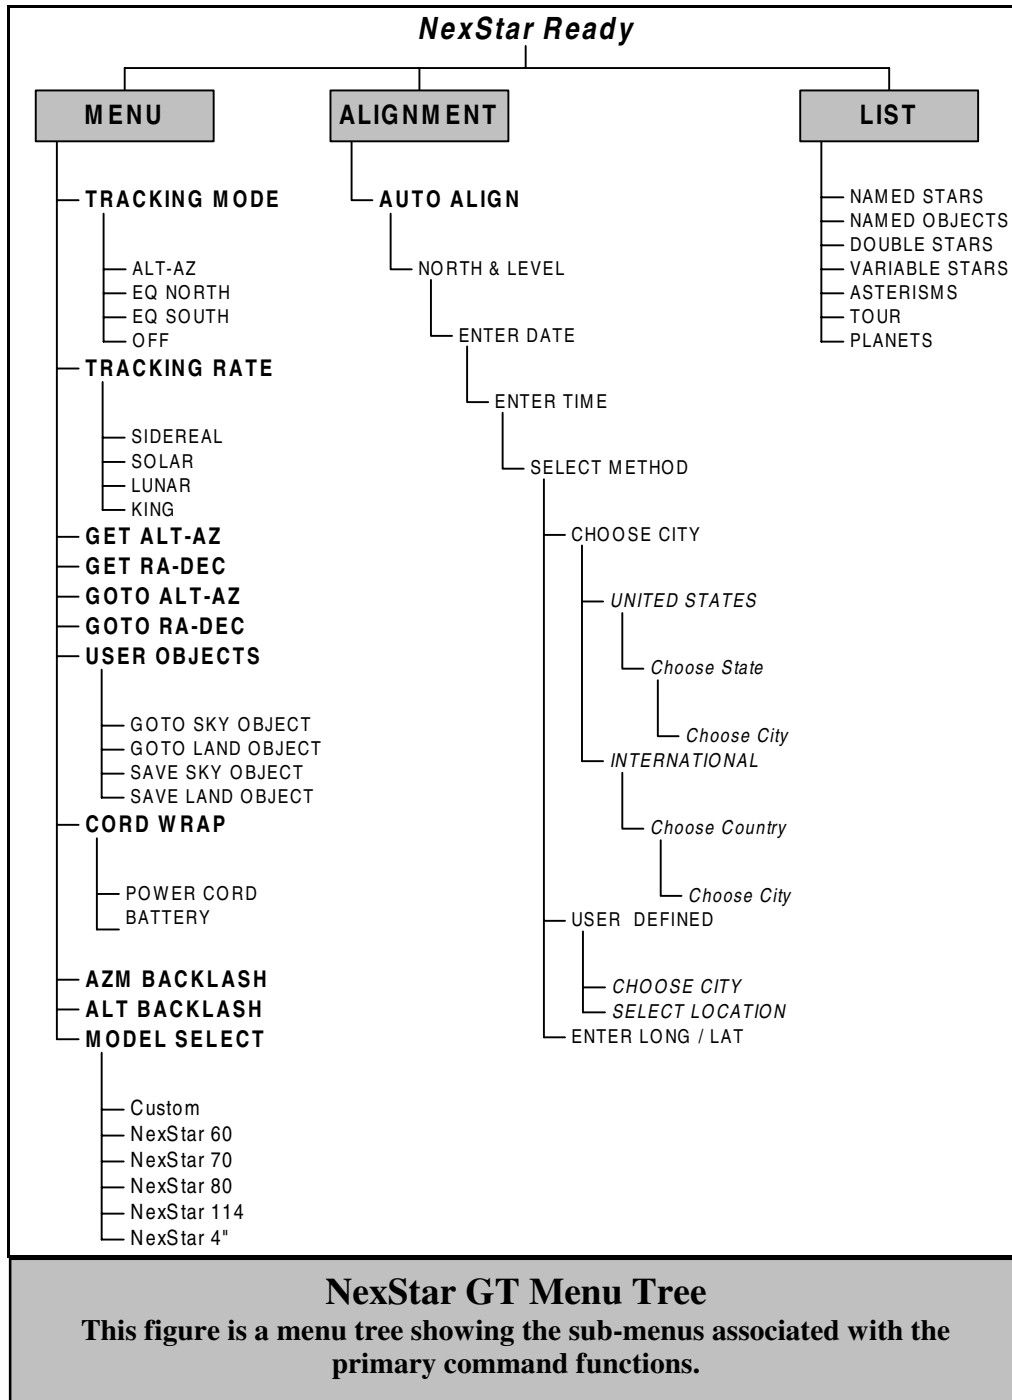 NexStar Ready
MENU
TRACKING MODE
ALT-AZ
EQ NORTH
EQ SOUTH
OFF
TRACKING RATE
SIDEREAL
SOLAR
LUNAR
KING
GET ALT-AZ
GET RA-DEC
GOTO ALT-AZ
GOTO RA-DEC
USER OBJECTS
GOTO SKY OBJECT
GOTO LAND OBJECT
SAVE SKY OBJECT
SAVE LAND OBJECT
CORD WRAP
POWER CORD
BATTERY
AZM BACKLASH
ALT BACKLASH
MODEL SELECT
Custom
NexStar 60
NexStar 70
NexStar 80
NexStar 114
NexStar 4"
ALIGNMENT
AUTO ALIGN
NORTH & LEVEL
ENTER DATE
ENTER TIME
SELECT METHOD
CHOOSE CITY
UNITED STATES
Choose State
Choose City
INTERNATIONAL
Choose Country
Choose City
USER DEFINED
CHOOSE CITY
SELECT LOCATION
ENTER LONG / LAT
LIST
NAMED STARS
NAMED OBJECTS
DOUBLE STARS
VARIABLE STARS
ASTERISMS
TOUR
PLANETS
NexStar GT Menu Tree
This figure is a menu tree showing the sub-menus associated with the
primary command functions.